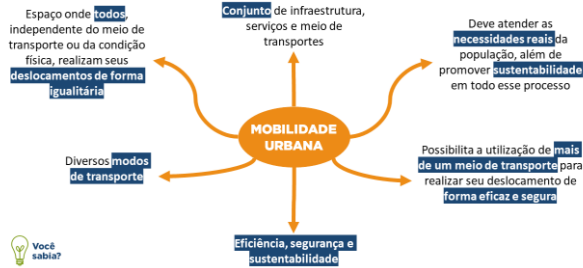 Espaço onde todos,
independente do meio de
transporte ou da condição
física, realizam seus
deslocamentos de forma
igualitária
Conjunto de infraestrutura,
serviços e meio de
transportes
Deve atender as
necessidades reais da
população, além de
promover sustentabilidade
em todo esse processo
MOBILIDADE
URBANA
Diversos modos
de transporte
Possibilita a utilização de mais
de um meio de transporte para
realizar seu deslocamento de
forma eficaz e segura
Eficiência, segurança e
sustentabilidade
Você
sabia?